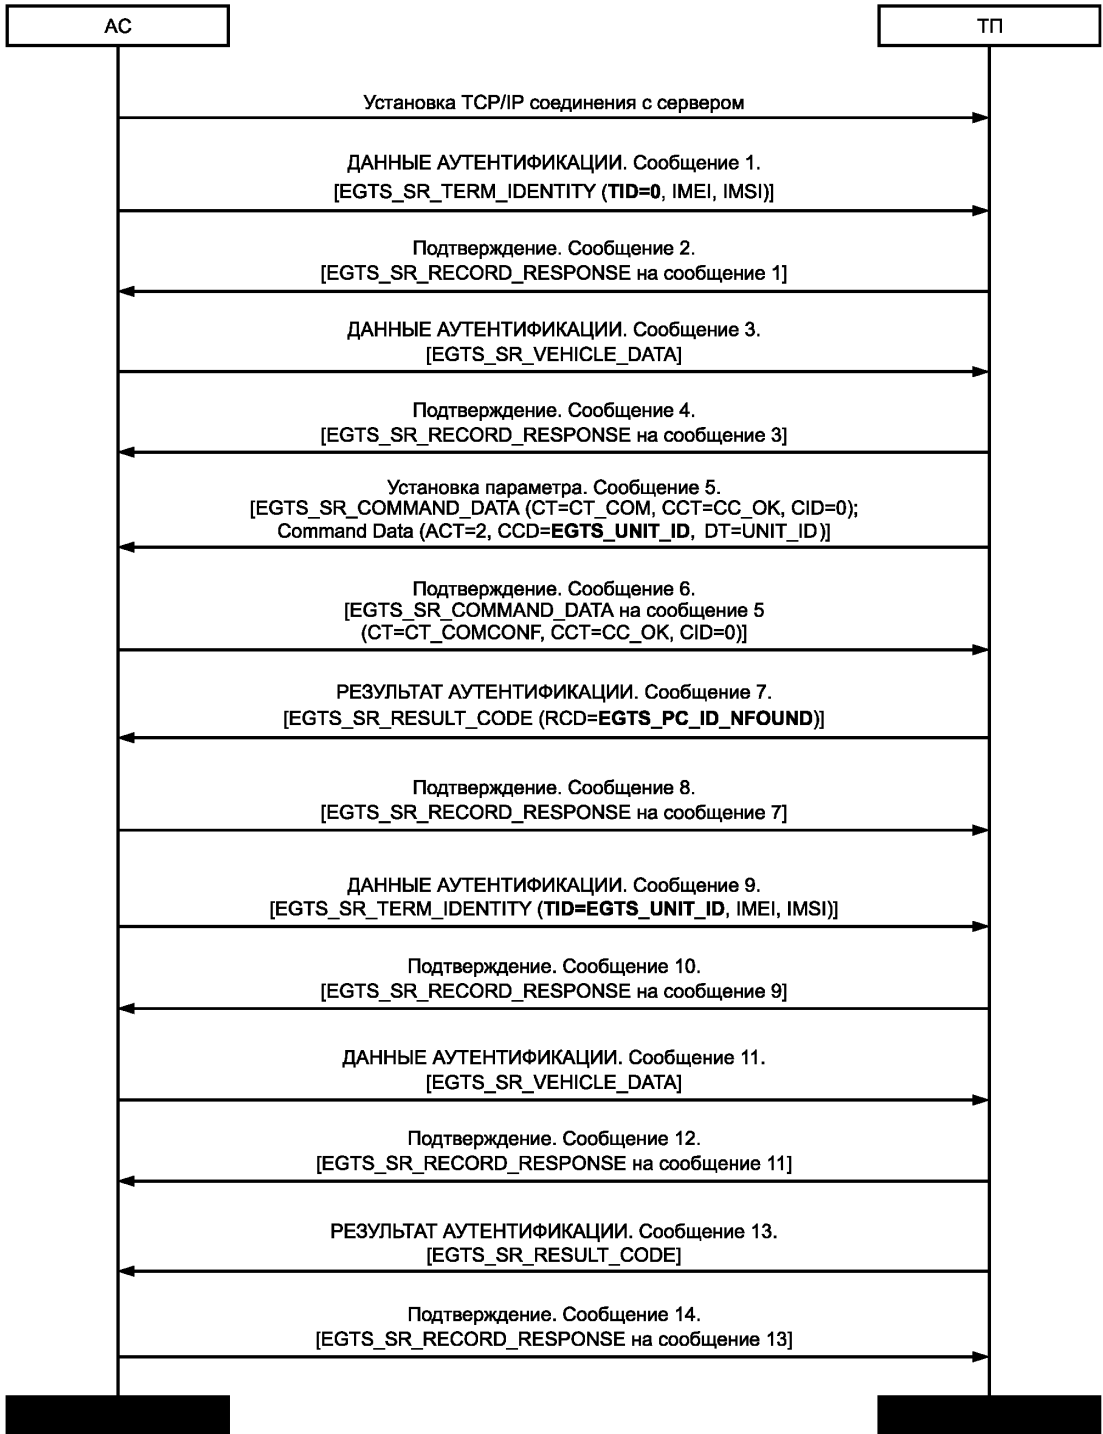 АС
ТП
Установка TCP/IP соединения с сервером
ДАННЫЕ АУТЕНТИФИКАЦИИ. Сообщение 1.
[EGTS_SR_TERM_IDENTITY (TID=0, IMEI, IMSI)]
Подтверждение. Сообщение 2.
[EGTS_SR_RECORD_RESPONSE на сообщение 1]
ДАННЫЕ АУТЕНТИФИКАЦИИ. Сообщение 3.
[EGTS_SR_VEHICLE_DATA]
Подтверждение. Сообщение 4.
[EGTS_SR_RECORD_RESPONSE на сообщение 3]
Установка параметра. Сообщение 5.
[EGTS_SR_COMMAND_DATA (CT=CT_COM, CCT=CC_OK, CID=0);
Command Data (ACT=2, CCD=EGTS_UNIT_ID, DT=UNIT_ID)]
Подтверждение. Сообщение 6.
[EGTS_SR_COMMAND_DATA на сообщение 5
(CT=CT_COMCONF, CCT=CC_OK, CID=0)]
РЕЗУЛЬТАТ АУТЕНТИФИКАЦИИ. Сообщение 7.
[EGTS_SR_RESULT_CODE (RCD=EGTS_PC_ID_NFOUND)]
Подтверждение. Сообщение 8.
[EGTS_SR_RECORD_RESPONSE на сообщение 7]
ДАННЫЕ АУТЕНТИФИКАЦИИ. Сообщение 9.
[EGTS_SR_TERM_IDENTITY (TID=EGTS_UNIT_ID, IMEI, IMSI)]
Подтверждение. Сообщение 10.
[EGTS_SR_RECORD_RESPONSE на сообщение 9]
ДАННЫЕ АУТЕНТИФИКАЦИИ. Сообщение 11.
[EGTS_SR_VEHICLE_DATA]
Подтверждение. Сообщение 12.
[EGTS_SR_RECORD_RESPONSE на сообщение 11]
РЕЗУЛЬТАТ АУТЕНТИФИКАЦИИ. Сообщение 13.
[EGTS_SR_RESULT_CODE]
Подтверждение. Сообщение 14.
[EGTS_SR_RECORD_RESPONSE на сообщение 13]